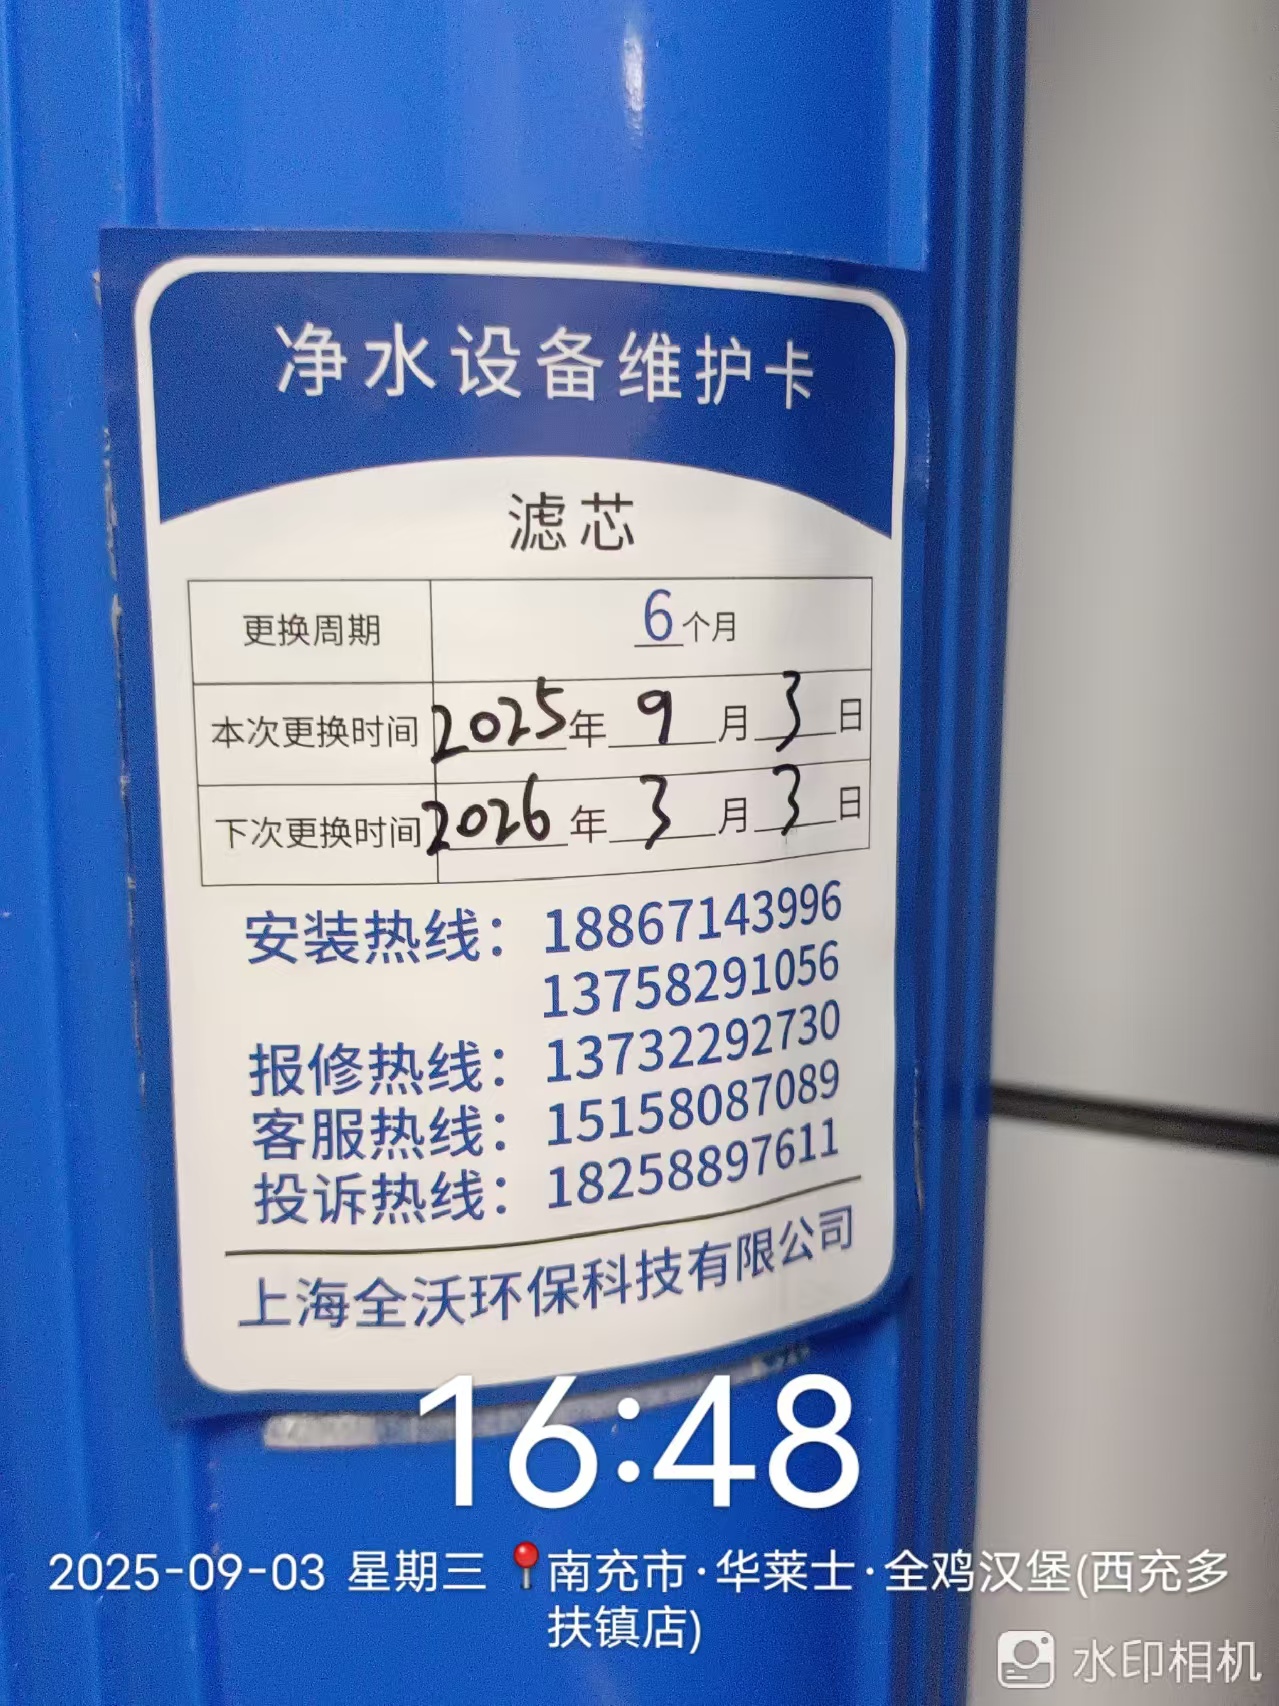 净水设备维护卡
滤芯
更换周期 6个月
本次更换时间 2025年9月3日
下次更换时间 2026年3月3日
安装热线：18867143996
13758291056
报修热线：13732292730
客服热线：15158087089
投诉热线：18258897611
上海全沃环保科技有限公司
16:48
2025-09-03 星期三 📍南充市·华莱士·全鸡汉堡(西充多
扶镇店)
水印相机